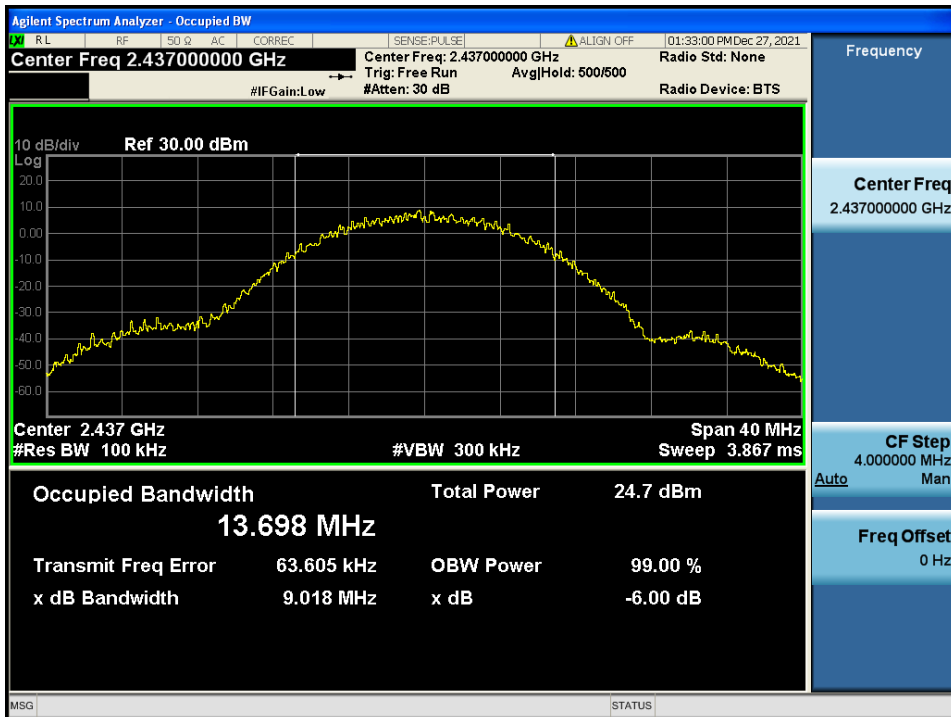 Agilent Spectrum Analyzer - Occupied BW
LXI RL RF 50 Ω AC CORREC SENSE:PULSE ALIGN OFF 01:33:00 PM Dec 27, 2021
Center Freq 2.437000000 GHz
Center Freq: 2.437000000 GHz Radio Std: None
Trig: Free Run Avg|Hold: 500/500
#IFGain:Low #Atten: 30 dB Radio Device: BTS
10 dB/div Ref 30.00 dBm
Log
20.0
10.0
0.00
-10.0
-20.0
-30.0
-40.0
-50.0
-60.0
Center 2.437 GHz Span 40 MHz
#Res BW 100 kHz #VBW 300 kHz Sweep 3.867 ms
Occupied Bandwidth Total Power 24.7 dBm
13.698 MHz
Transmit Freq Error 63.605 kHz OBW Power 99.00 %
x dB Bandwidth 9.018 MHz x dB -6.00 dB
Frequency
Center Freq
2.437000000 GHz
CF Step
4.000000 MHz
Auto Man
Freq Offset
0 Hz
MSG STATUS